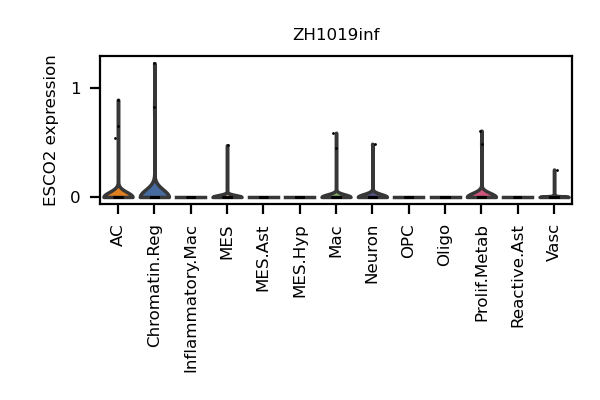 ZH1019inf
ESCO2 expression
1
0
AC
Chromatin.Reg
Inflammatory.Mac
MES
MES.Ast
MES.Hyp
Mac
Neuron
OPC
Oligo
Prolif.Metab
Reactive.Ast
Vasc